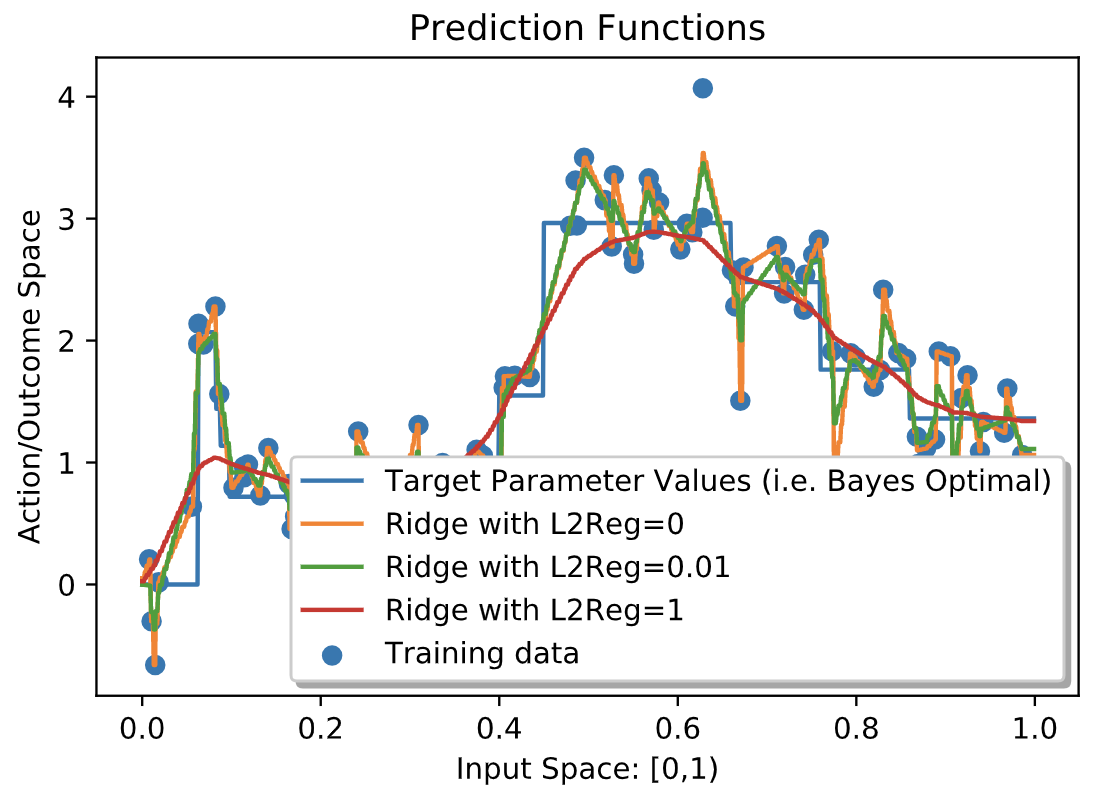 Prediction Functions
Action/Outcome Space
4
3
2
1
0
Target Parameter Values (i.e. Bayes Optimal)
Ridge with L2Reg=0
Ridge with L2Reg=0.01
Ridge with L2Reg=1
Training data
0.0 0.2 0.4 0.6 0.8 1.0
Input Space: [0,1)